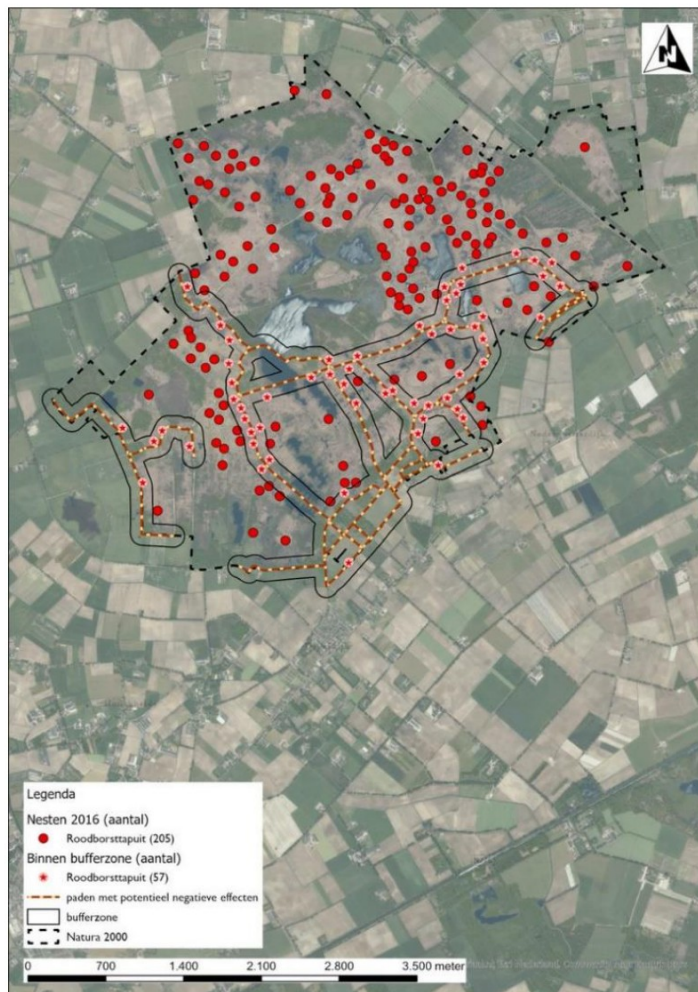 N
Legenda
Nesten 2016 (aantal)
Roodborsttapuit (205)
Binnen bufferzone (aantal)
Roodborsttapuit (57)
paden met potentieel negatieve effecten
bufferzone
Natura 2000
0 700 1.400 2.100 2.800 3.500 meter